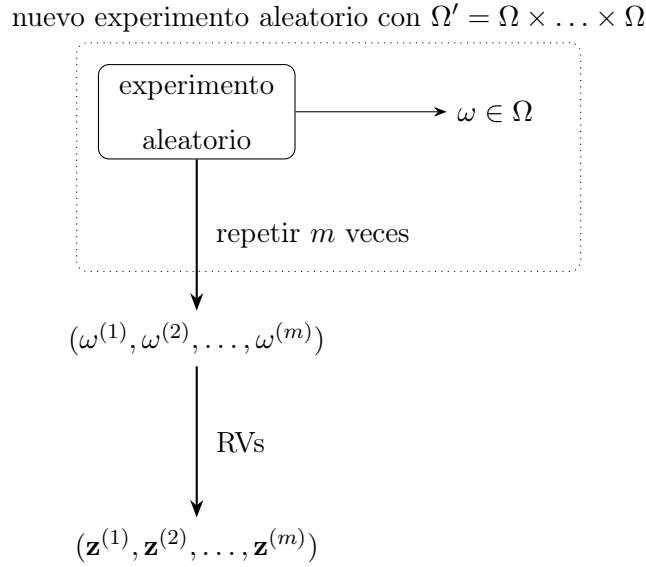 nuevo experimento aleatorio con Ω′ = Ω × … × Ω
experimento
aleatorio
ω ∈ Ω
repetir m veces
(ω⁽¹⁾, ω⁽²⁾, … , ω⁽ᵐ⁾)
RVs
(𝐳⁽¹⁾, 𝐳⁽²⁾, … , 𝐳⁽ᵐ⁾)